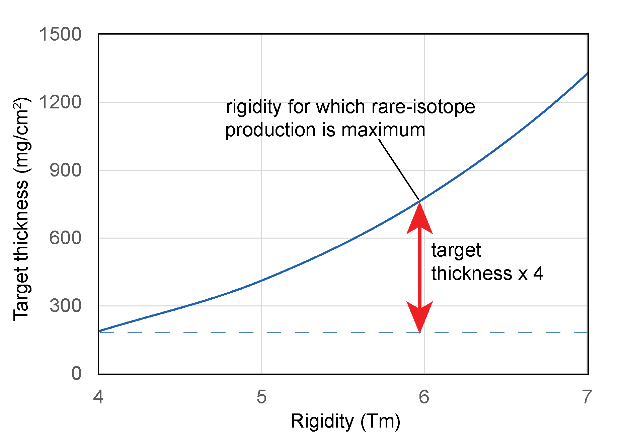 1500
1200
900
600
300
0
Target thickness (mg/cm²)
rigidity for which rare-isotope
production is maximum
target
thickness x 4
4
5
6
7
Rigidity (Tm)